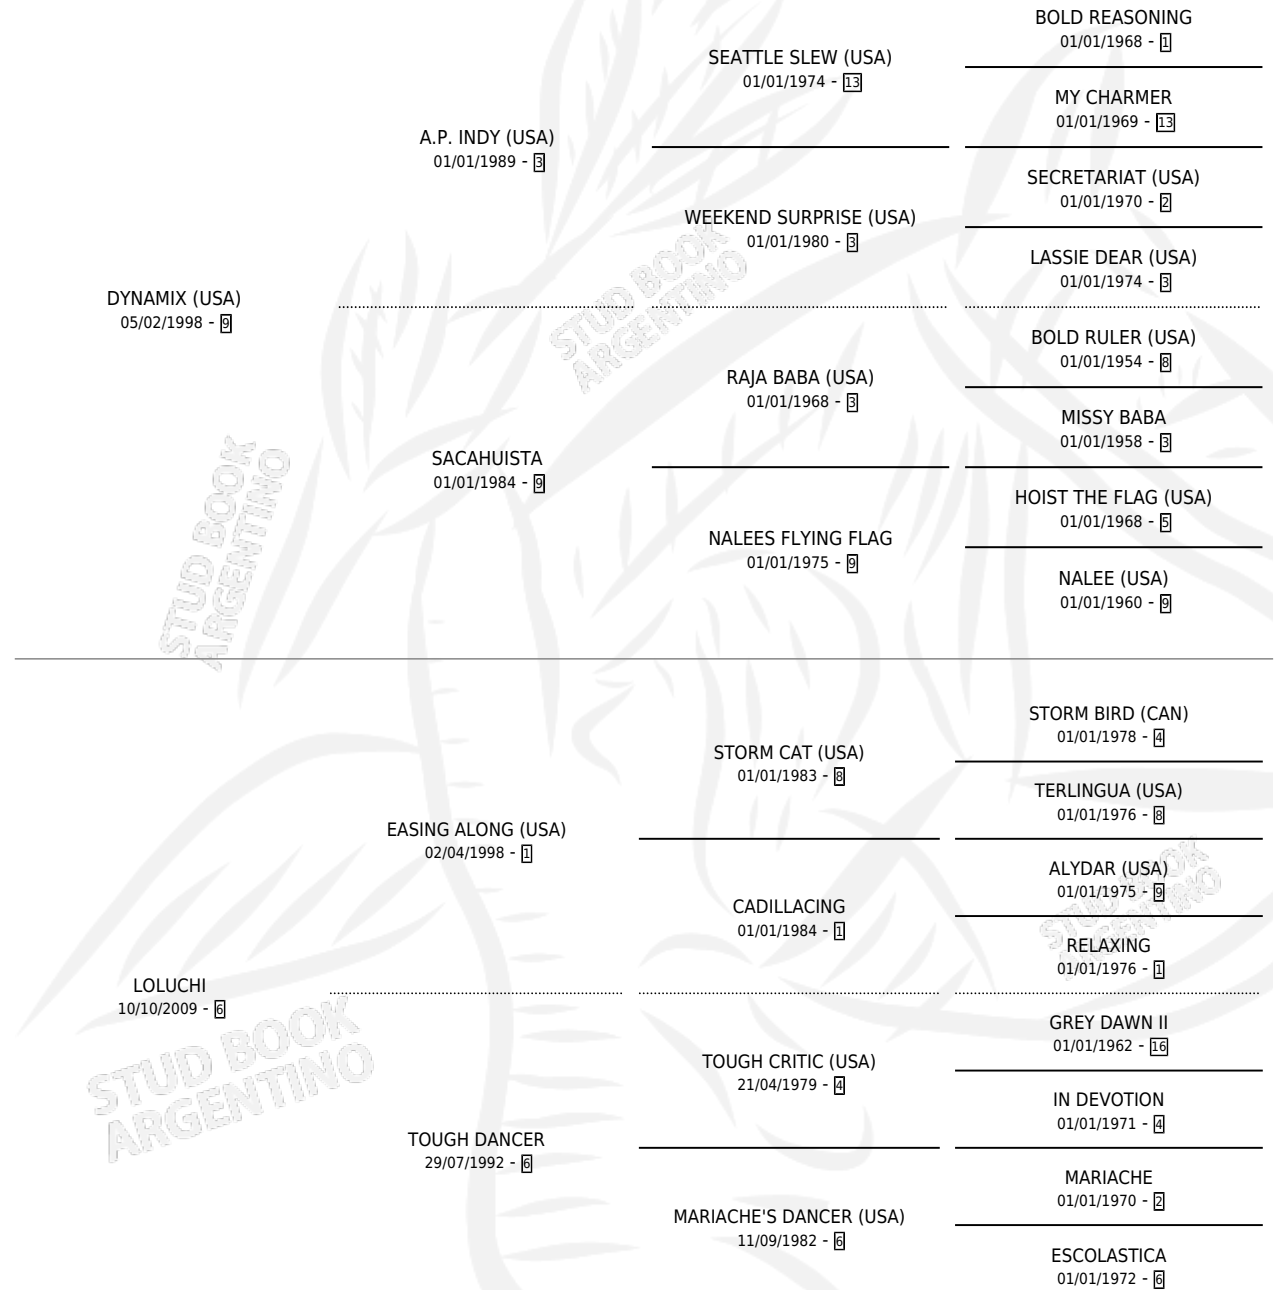 BOLD REASONING
01/01/1968 - 1
SEATTLE SLEW (USA)
01/01/1974 - 13
MY CHARMER
01/01/1969 - 13
A.P. INDY (USA)
01/01/1989 - 3
SECRETARIAT (USA)
01/01/1970 - 2
WEEKEND SURPRISE (USA)
01/01/1980 - 3
LASSIE DEAR (USA)
01/01/1974 - 3
DYNAMIX (USA)
05/02/1998 - 9
BOLD RULER (USA)
01/01/1954 - 8
RAJA BABA (USA)
01/01/1968 - 3
MISSY BABA
01/01/1958 - 3
SACAHUISTA
01/01/1984 - 9
HOIST THE FLAG (USA)
01/01/1968 - 5
NALEES FLYING FLAG
01/01/1975 - 9
NALEE (USA)
01/01/1960 - 9
STORM BIRD (CAN)
01/01/1978 - 4
STORM CAT (USA)
01/01/1983 - 8
TERLINGUA (USA)
01/01/1976 - 8
EASING ALONG (USA)
02/04/1998 - 1
ALYDAR (USA)
01/01/1975 - 9
CADILLACING
01/01/1984 - 1
RELAXING
01/01/1976 - 1
LOLUCHI
10/10/2009 - 6
GREY DAWN II
01/01/1962 - 16
TOUGH CRITIC (USA)
21/04/1979 - 4
IN DEVOTION
01/01/1971 - 4
TOUGH DANCER
29/07/1992 - 6
MARIACHE
01/01/1970 - 2
MARIACHE'S DANCER (USA)
11/09/1982 - 6
ESCOLASTICA
01/01/1972 - 6
STUD BOOK
ARGENTINO
STUD BOOK
ARGENTINO
STUD BOOK
ARGENTINO
STUD BOOK
ARGENTINO